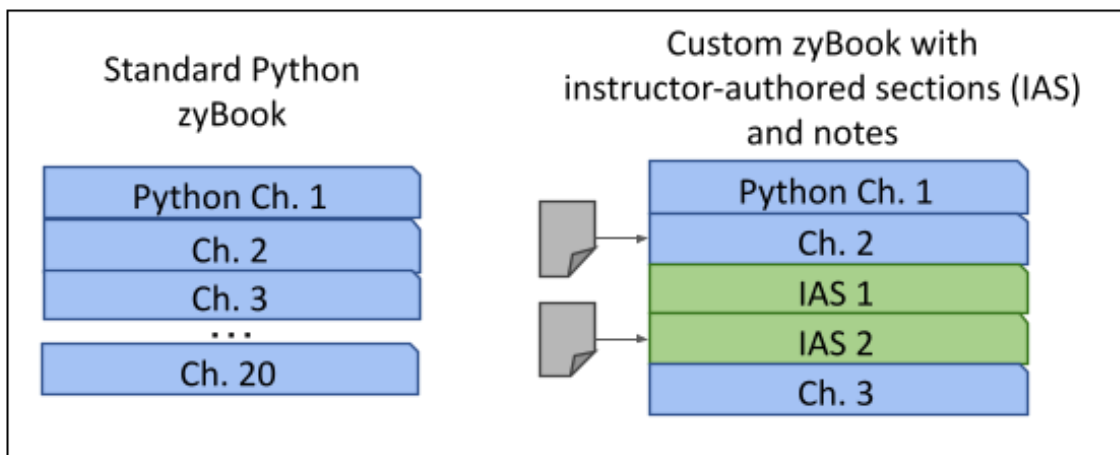 Standard Python
zyBook
Python Ch. 1
Ch. 2
Ch. 3
...
Ch. 20
Custom zyBook with
instructor-authored sections (IAS)
and notes
Python Ch. 1
Ch. 2
IAS 1
IAS 2
Ch. 3